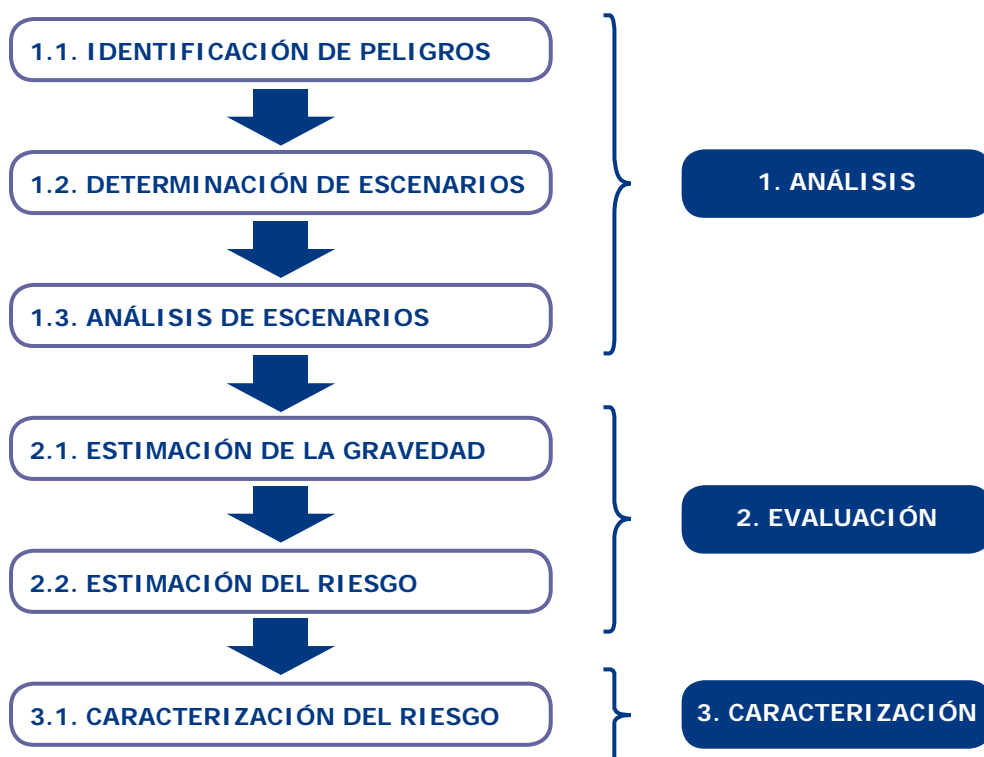 1.1. IDENTIFICACIÓN DE PELIGROS
1.2. DETERMINACIÓN DE ESCENARIOS
1. ANÁLISIS
1.3. ANÁLISIS DE ESCENARIOS
2.1. ESTIMACIÓN DE LA GRAVEDAD
2. EVALUACIÓN
2.2. ESTIMACIÓN DEL RIESGO
3.1. CARACTERIZACIÓN DEL RIESGO
3. CARACTERIZACIÓN